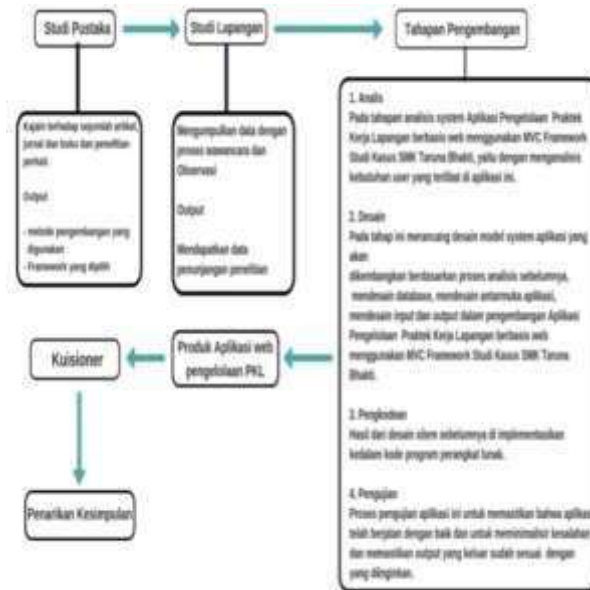 Studi Pustaka
Studi Lapangan
Tahapan Pengembangan
Kajain terhadap sejumlah artikel,
jurnal dan buku dan penelitian
Output
- metode pengembangan yang
digunakan
- Framework yang dipilih
Mengumpulkan data dengan
proses wawancara dan
Observasi
Output
Mendapatkan data
penunjangan penelitian
1. Analis
Pada tahapan analisis system Aplikasi Pengelolaan Praktek
Kerja Lapangan berbasis web menggunakan MVC Framework
Studi Kasus SMK Taruna Bhakti, yaitu dengan menganalisis
kebutuhan user yang terlibat di aplikasi ini.
2. Desain
Pada tahap ini merancang desain model system aplikasi yang
akan
dikembangkan berdasarkan proses analisis sebelumnya,
mendesain database, mendesain antarmuka aplikasi,
mendesain input dan output dalam pengembangan Aplikasi
Pengelolaan Praktek Kerja Lapangan berbasis web
menggunakan MVC Framework Studi Kasus SMK Taruna
Bhakti.
3. Pengkodean
Hasil dari desain sitem sebelumnya di implementasikan
kedalam kode program perangkat lunak.
4. Pengujian
Proses pengujian aplikasi ini untuk memastikan bahwa aplikasi
telah berjalan dengan baik dan untuk meminimalisir kesalahan
dan memastikan output yang keluar sudah sesuai dengan
yang diinginkan.
Produk Aplikasi web
pengelolaan PKL
Kuisioner
Penarikan Kesimpulan